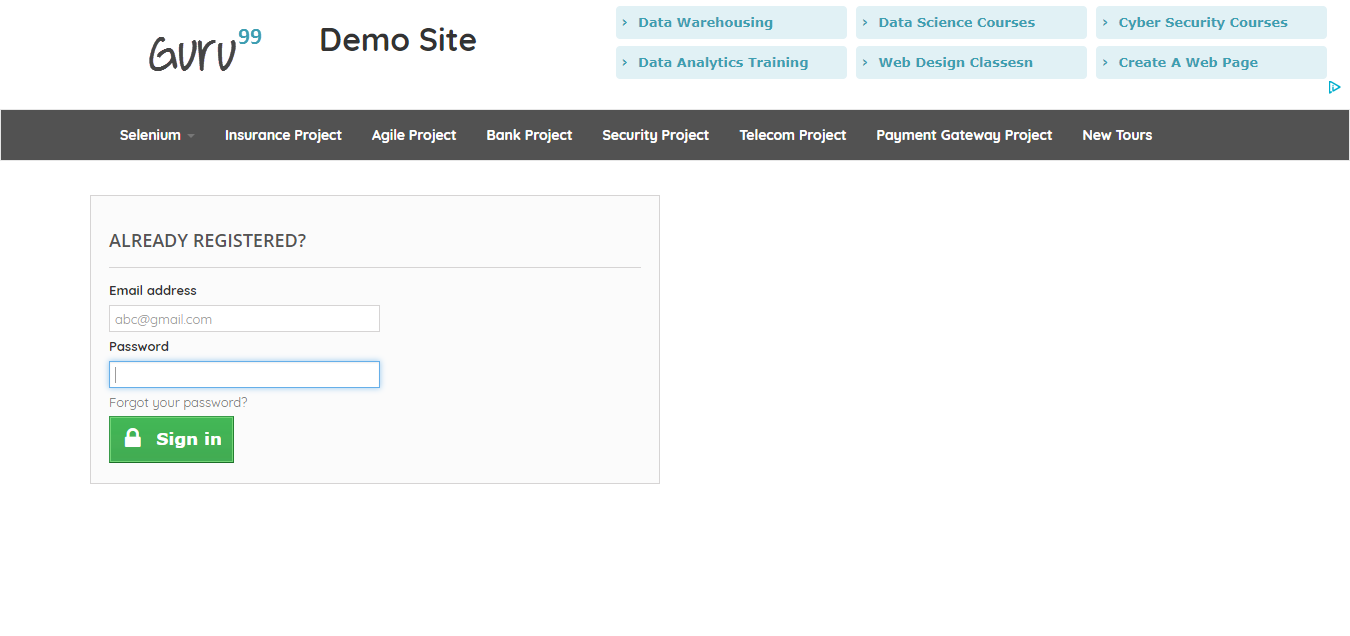 Guru99
Demo Site
› Data Warehousing
› Data Science Courses
› Cyber Security Courses
› Data Analytics Training
› Web Design Classesn
› Create A Web Page
Selenium Insurance Project Agile Project Bank Project Security Project Telecom Project Payment Gateway Project New Tours
ALREADY REGISTERED?
Email address
abc@gmail.com
Password
Forgot your password?
Sign in